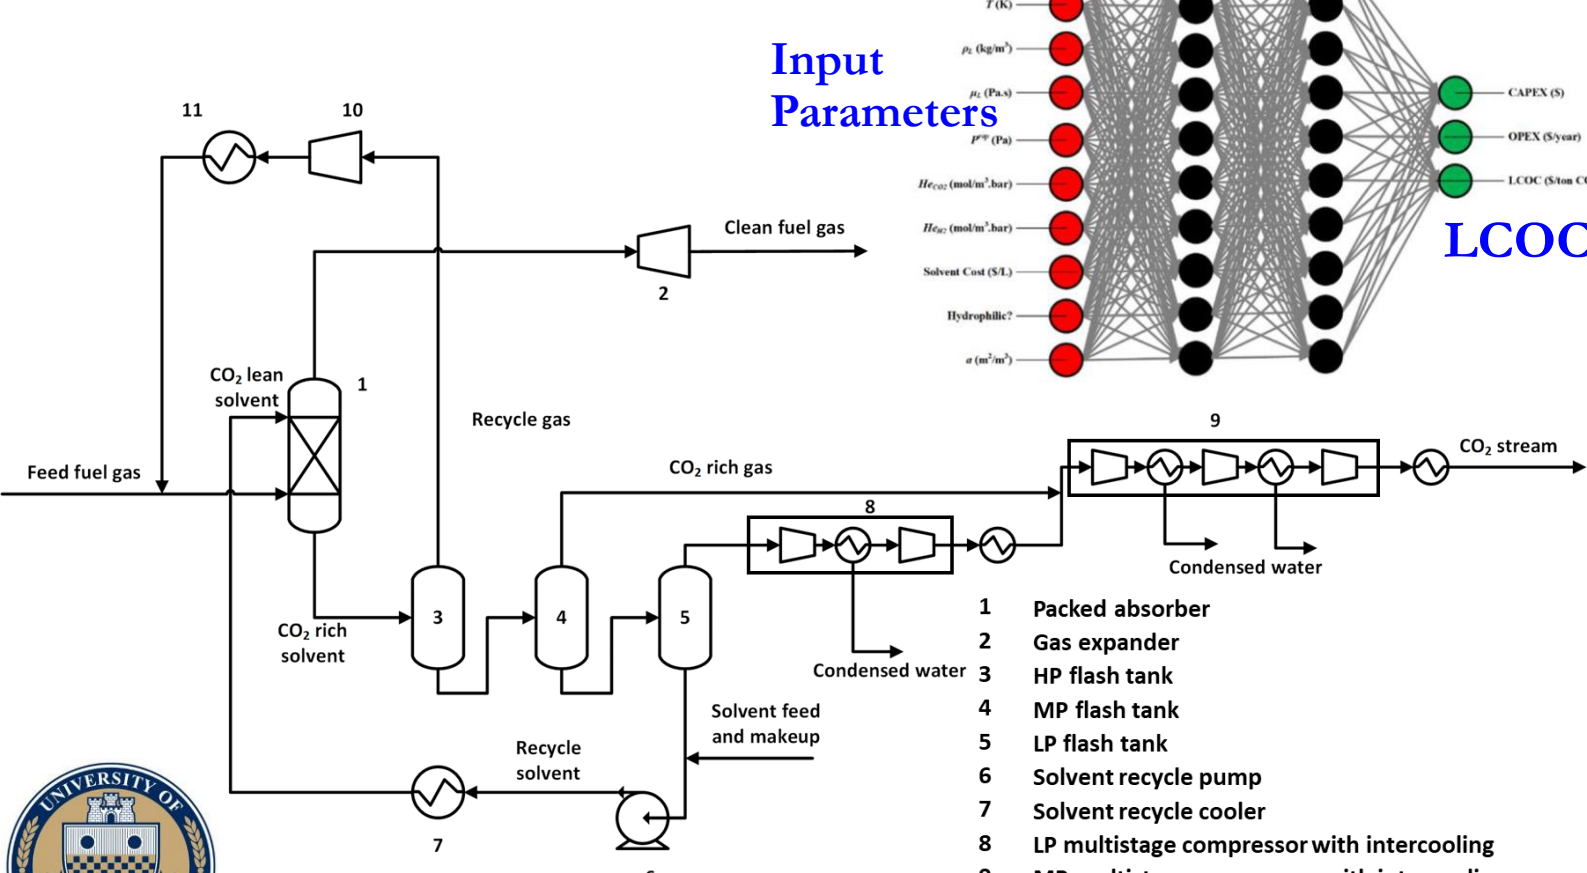 T (K)
Input
Parameters
ρL (kg/m³)
μL (Pa.s)
Pvap (Pa)
HeCO2 (mol/m³.bar)
HeH2 (mol/m³.bar)
Solvent Cost ($/L)
Hydrophilic?
a (m²/m³)
CAPEX ($)
OPEX ($/year)
LCOC ($/ton
LCOC
11
10
Clean fuel gas
2
CO₂ lean
solvent
1
Recycle gas
Feed fuel gas
CO₂ rich gas
9
CO₂ stream
8
Condensed water
3
4
5
CO₂ rich
solvent
Condensed water
Solvent feed
and makeup
Recycle
solvent
7
1 Packed absorber
2 Gas expander
3 HP flash tank
4 MP flash tank
5 LP flash tank
6 Solvent recycle pump
7 Solvent recycle cooler
8 LP multistage compressor with intercooling
UNIVERSITY OF